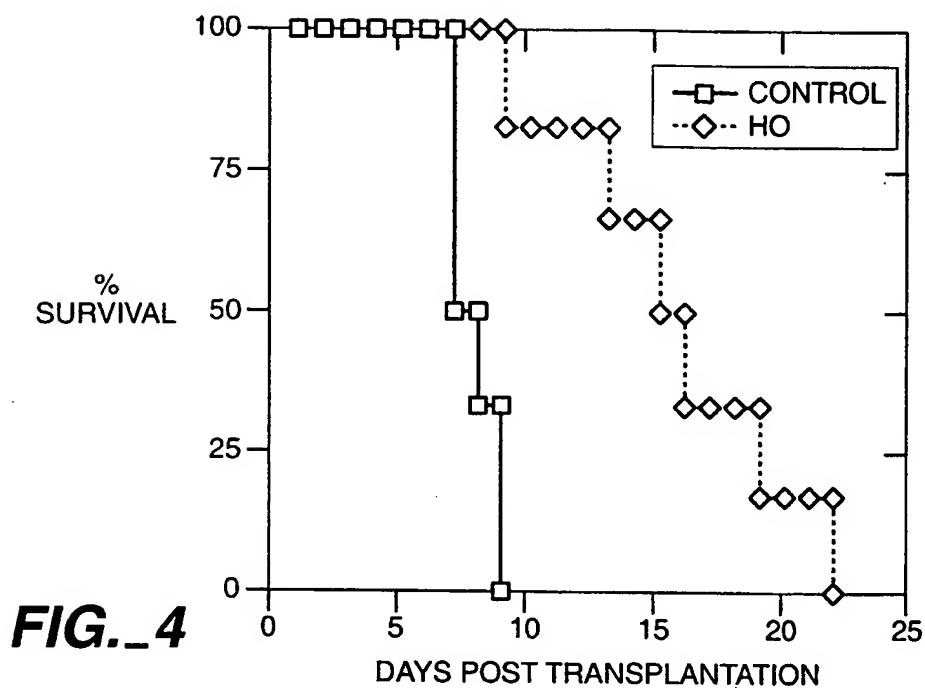 100
75
%
SURVIVAL
50
25
0
CONTROL
HO
0 5 10 15 20 25
DAYS POST TRANSPLANTATION
FIG._4